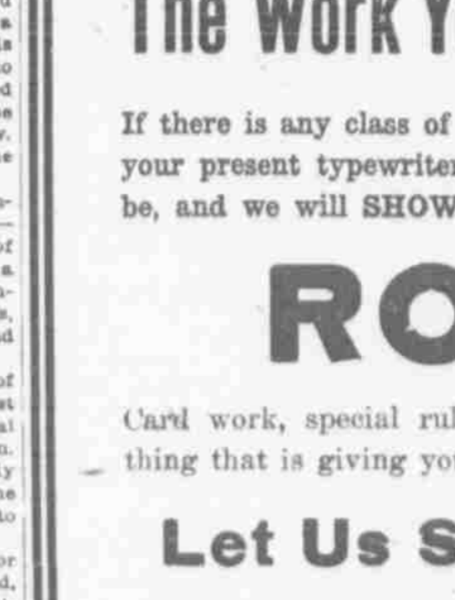 The Work Y
If there is any class of
your present typewriter
be, and we will SHOW
RO
Card work, special rul
thing that is giving yo
Let Us S